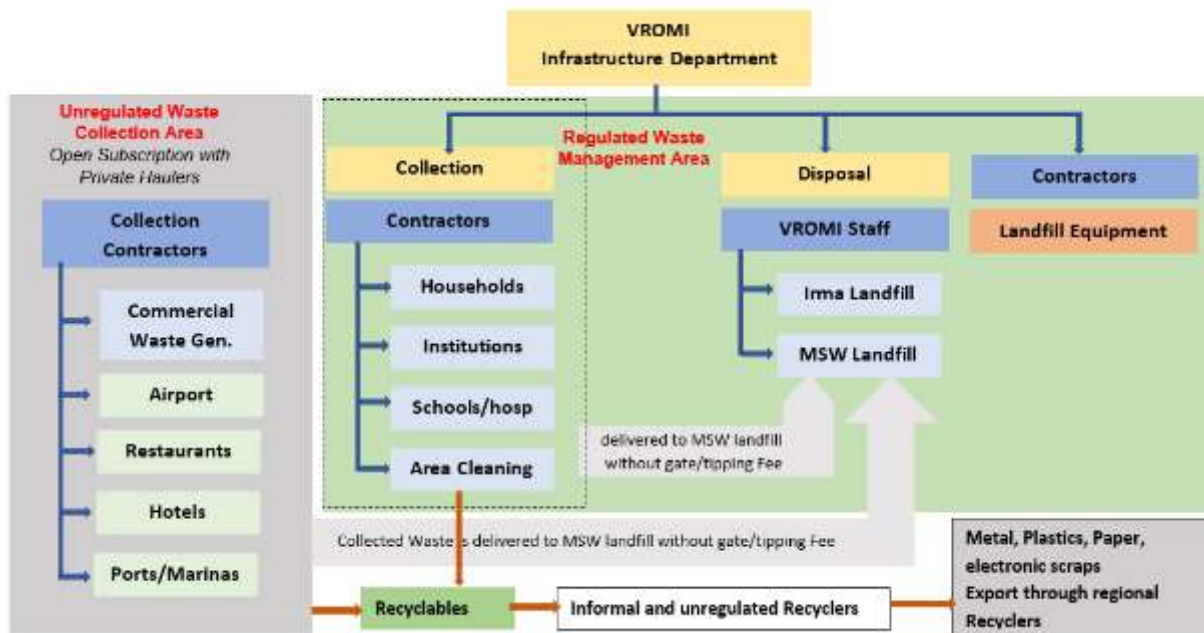 VROMI
Infrastructure Department
Unregulated Waste
Collection Area
Open Subscription with
Private Haulers
Collection
Contractors
Commercial
Waste Gen.
Airport
Restaurants
Hotels
Ports/Marinas
Regulated Waste
Management Area
Collection
Contractors
Households
Institutions
Schools/hosp
Area Cleaning
Disposal
VROMI Staff
Irma Landfill
MSW Landfill
Contractors
Landfill Equipment
delivered to MSW landfill
without gate/tipping Fee
Collected Waste is delivered to MSW landfill without gate/tipping Fee
Recyclables
Informal and unregulated Recyclers
Metal, Plastics, Paper,
electronic scraps
Export through regional
Recyclers